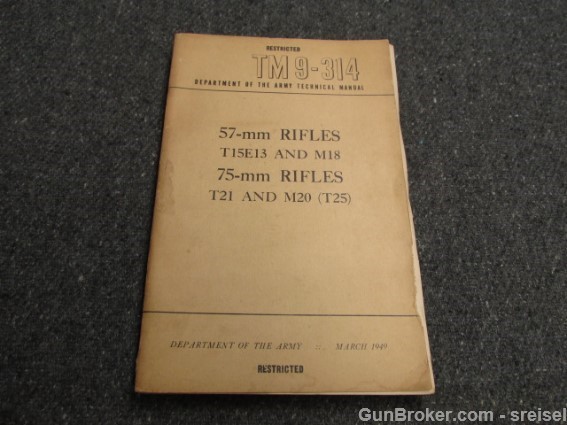 RESTRICTED
TM 9-314
DEPARTMENT OF THE ARMY TECHNICAL MANUAL
57-mm RIFLES
T15E13 AND M18
75-mm RIFLES
T21 AND M20 (T25)
DEPARTMENT OF THE ARMY :: MARCH 1949
RESTRICTED
GunBroker.com - sreisel